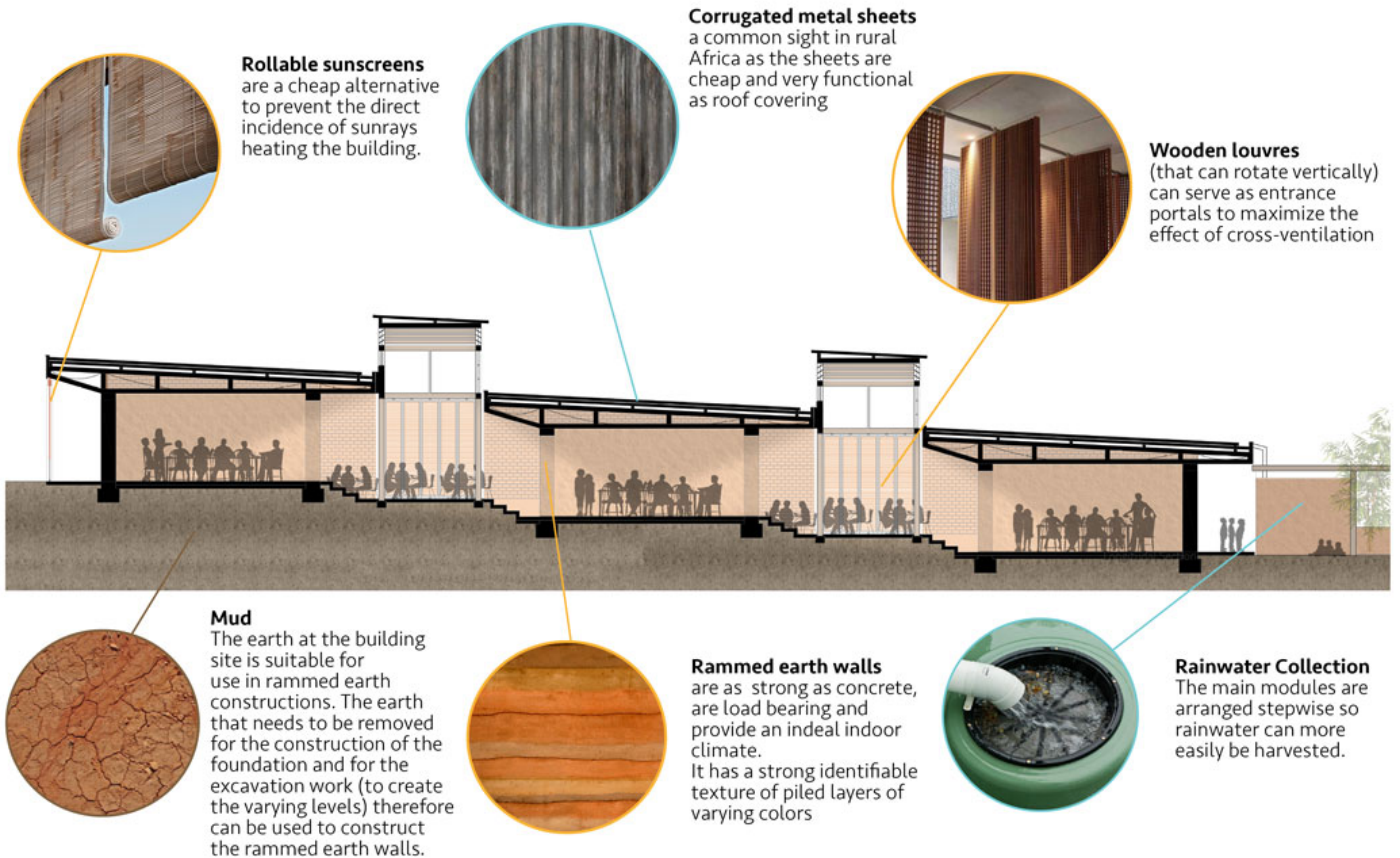 Rollable sunscreens
are a cheap alternative
to prevent the direct
incidence of sunrays
heating the building.
Corrugated metal sheets
a common sight in rural
Africa as the sheets are
cheap and very functional
as roof covering
Wooden louvres
(that can rotate vertically)
can serve as entrance
portals to maximize the
effect of cross-ventilation
Mud
The earth at the building
site is suitable for
use in rammed earth
constructions. The earth
that needs to be removed
for the construction of the
foundation and for the
excavation work (to create
the varying levels) therefore
can be used to construct
the rammed earth walls.
Rammed earth walls
are as strong as concrete,
are load bearing and
provide an indeal indoor
climate.
It has a strong identifiable
texture of piled layers of
varying colors
Rainwater Collection
The main modules are
arranged stepwise so
rainwater can more
easily be harvested.